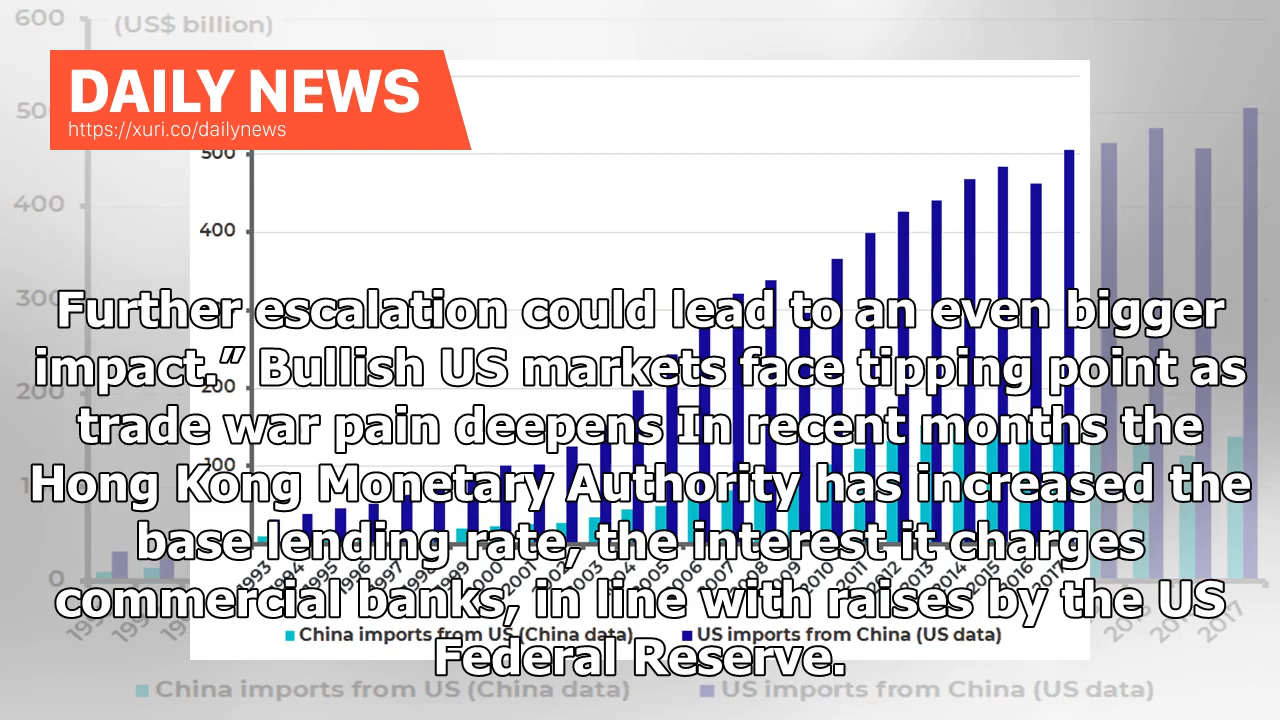 600
(US$ billion)
DAILY NEWS
https://xuri.co/dailynews
500
400
400
Further escalation could lead to an even bigger
impact.” Bullish US markets face tipping point as
trade war pain deepens In recent months the
Hong Kong Monetary Authority has increased the
base lending rate, the interest it charges
commercial banks, in line with raises by the US
Federal Reserve.
200
100
0
1993 1994 1995 1996 1997 1998 1999 2000 2001 2003 2004 2005 2006 2007 2008 2009 2010 2011 2012 2013 2014 2015 2016 2017
China imports from US (China data)
US imports from China (US data)
2017
China imports from US (China data)
US imports from China (US data)